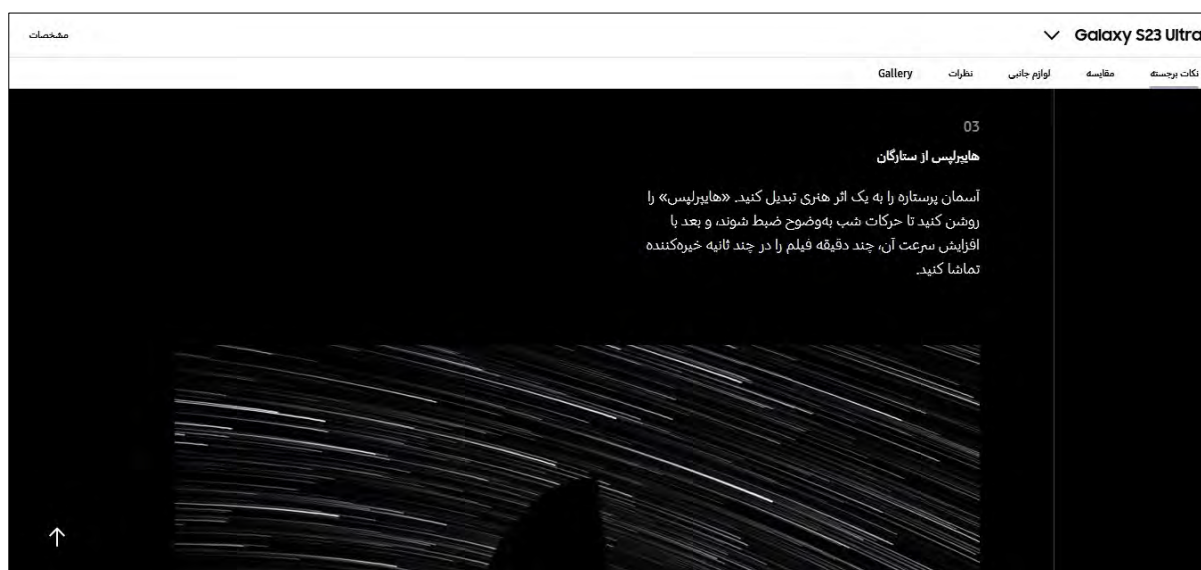 Galaxy S23 Ultra
مشخصات
نکات برجسته
مقایسه
لوازم جانبی
نظرات
Gallery
03
هایپرلپس از ستارگان
آسمان پرستاره را به یک اثر هنری تبدیل کنید. «هایپرلپس» را
روشن کنید تا حرکات شب به‌وضوح ضبط شوند، و بعد با
افزایش سرعت آن، چند دقیقه فیلم را در چند ثانیه خیره‌کننده
تماشا کنید.